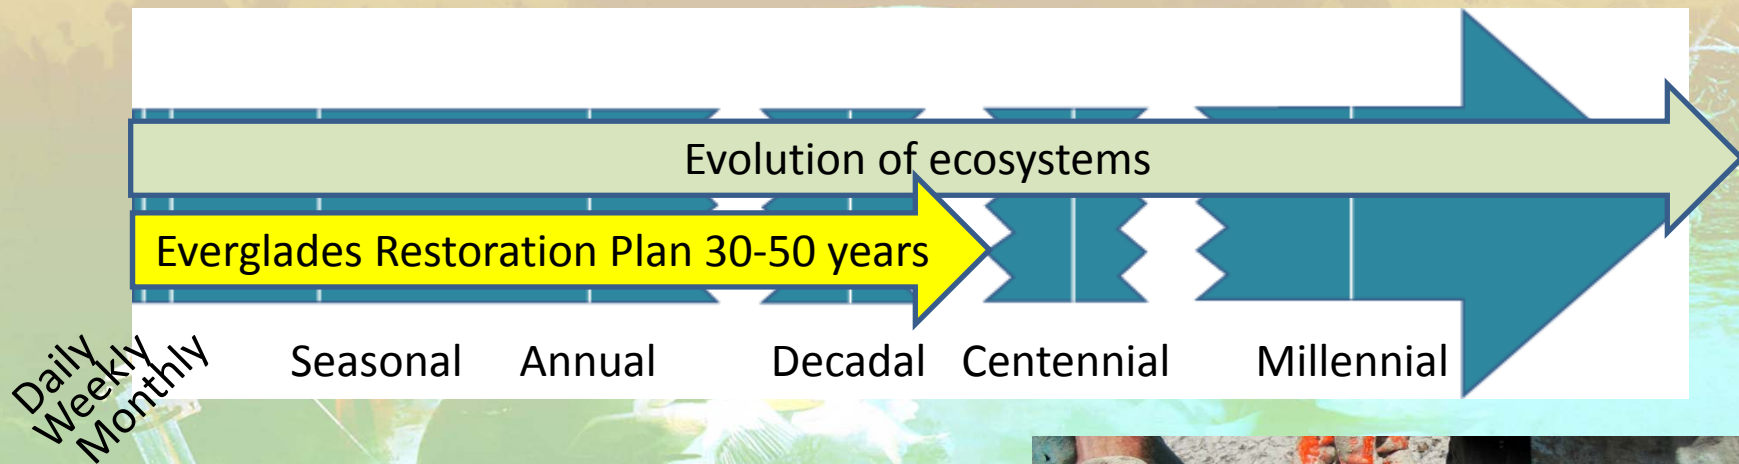 Evolution of ecosystems
Everglades Restoration Plan 30-50 years
Daily
Weekly
Monthly
Seasonal Annual Decadal Centennial Millennial